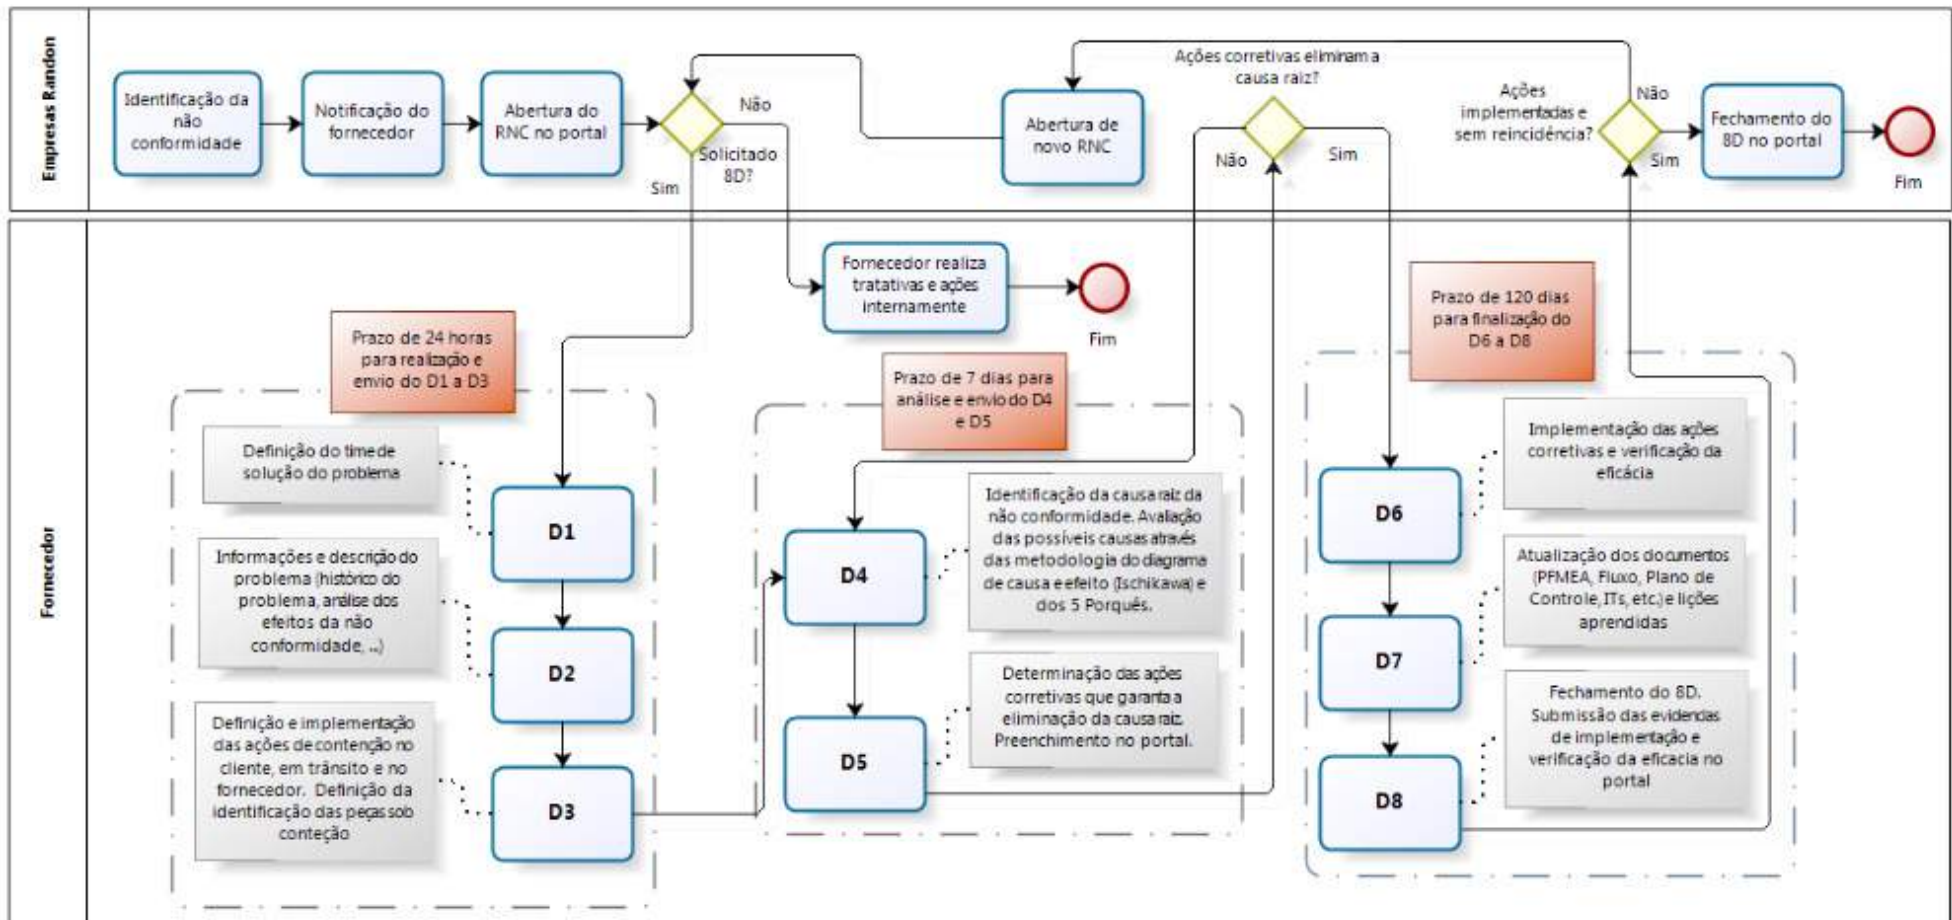 Empresas Randon
Identificação da
não
conformidade
Notificação do
fornecedor
Abertura do
RNC no portal
Não
Solicitado
8D?
Sim
Abertura de
novo RNC
Ações corretivas eliminam a
causa raiz?
Não
Sim
Ações
implementadas e
sem reincidência?
Não
Sim
Fechamento do
8D no portal
Fim
Fornecedor
Fornecedor realiza
tratativas e ações
internamente
Fim
Prazo de 24 horas
para realização e
envio do D1 a D3
Definição do time de
solução do problema
D1
Informações e descrição do
problema (histórico do
problema, análise dos
efeitos da não
conformidade, ...)
D2
Definição e implementação
das ações de contenção no
cliente, em trânsito e no
fornecedor. Definição da
identificação das peças sob
conteção
D3
Prazo de 7 dias para
análise e envio do D4
e D5
D4
Identificação da causa raiz da
não conformidade. Avaliação
das possíveis causas através
das metodologia do diagrama
de causa e efeito (Ischikawa) e
dos 5 Porquês.
D5
Determinação das ações
corretivas que garanta a
eliminação da causa raiz.
Preenchimento no portal.
Prazo de 120 dias
para finalização do
D6 a D8
D6
Implementação das ações
corretivas e verificação da
eficácia
D7
Atualização dos documentos
(PFMEA, Fluxo, Plano de
Controle, ITs, etc.) e lições
aprendidas
D8
Fechamento do 8D.
Submissão das evidencias
de implementação e
verificação da eficacia no
portal